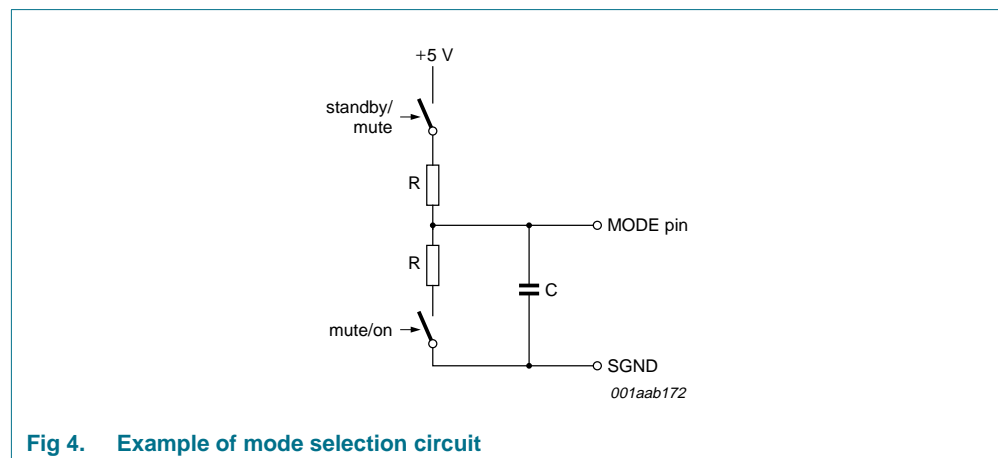 +5 V
standby/
mute
R
MODE pin
R
C
mute/on
SGND
001aab172
Fig 4. Example of mode selection circuit